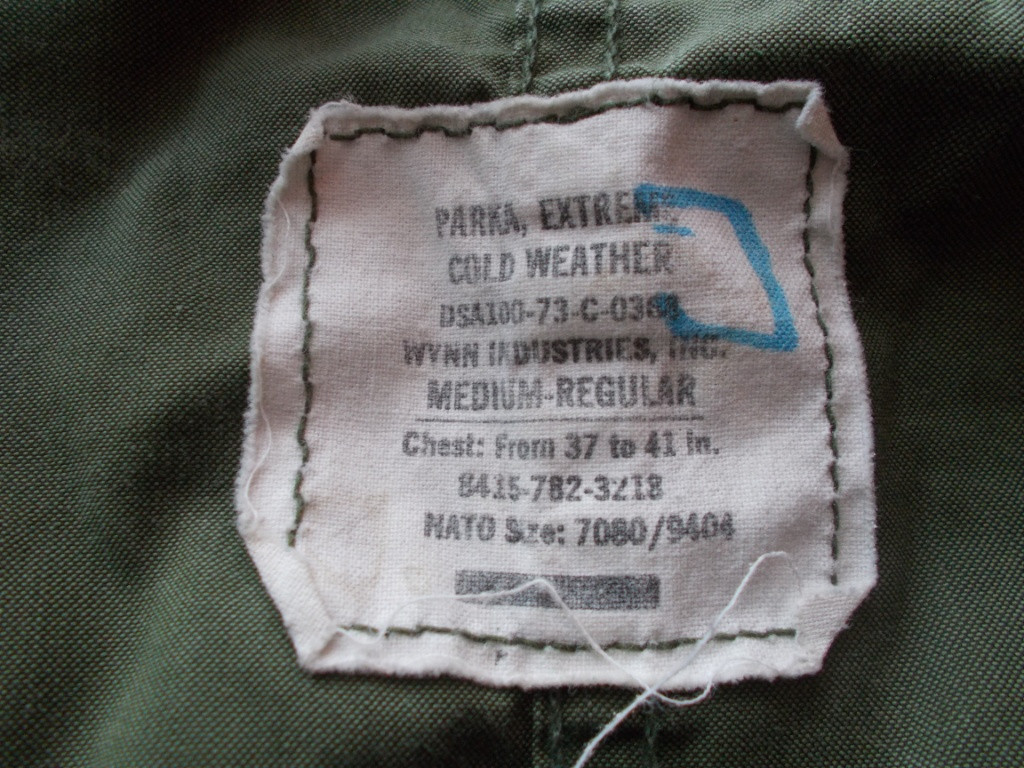 PARKA, EXTREME
COLD WEATHER
DSA100-73-C-0368
WYNN INDUSTRIES, INC.
MEDIUM-REGULAR
Chest: From 37 to 41 in.
8415-782-3218
NATO Size: 7080/9404